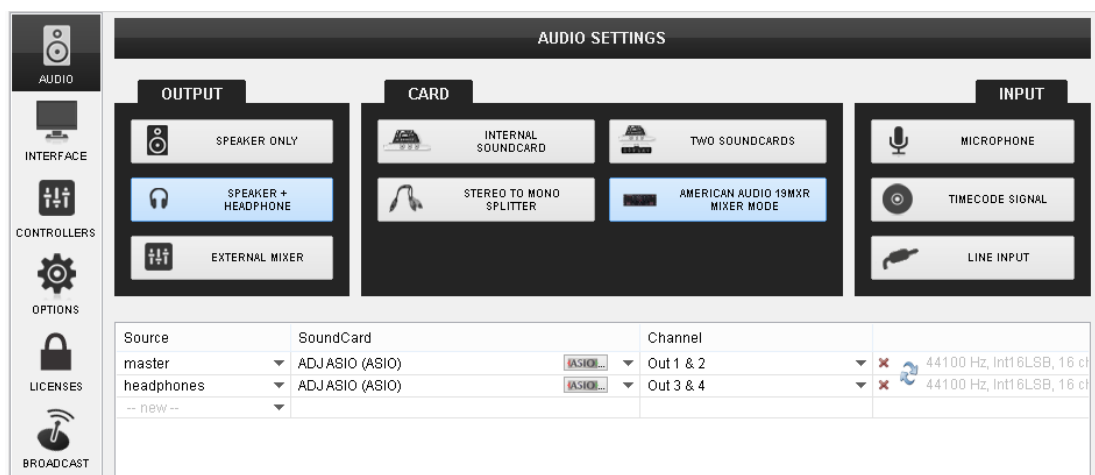 AUDIO SETTINGS
AUDIO
OUTPUT
CARD
INPUT
SPEAKER ONLY
INTERNAL
SOUNDCARD
TWO SOUNDCARDS
MICROPHONE
INTERFACE
SPEAKER +
HEADPHONE
STEREO TO MONO
SPLITTER
AMERICAN AUDIO 19MXR
MIXER MODE
TIMECODE SIGNAL
CONTROLLERS
EXTERNAL MIXER
LINE INPUT
OPTIONS
Source SoundCard Channel
master ADJ ASIO (ASIO) ASIO... Out 1 & 2 44100 Hz, Int16LSB, 16 ch
headphones ADJ ASIO (ASIO) ASIO... Out 3 & 4 44100 Hz, Int16LSB, 16 ch
-- new --
LICENSES
BROADCAST